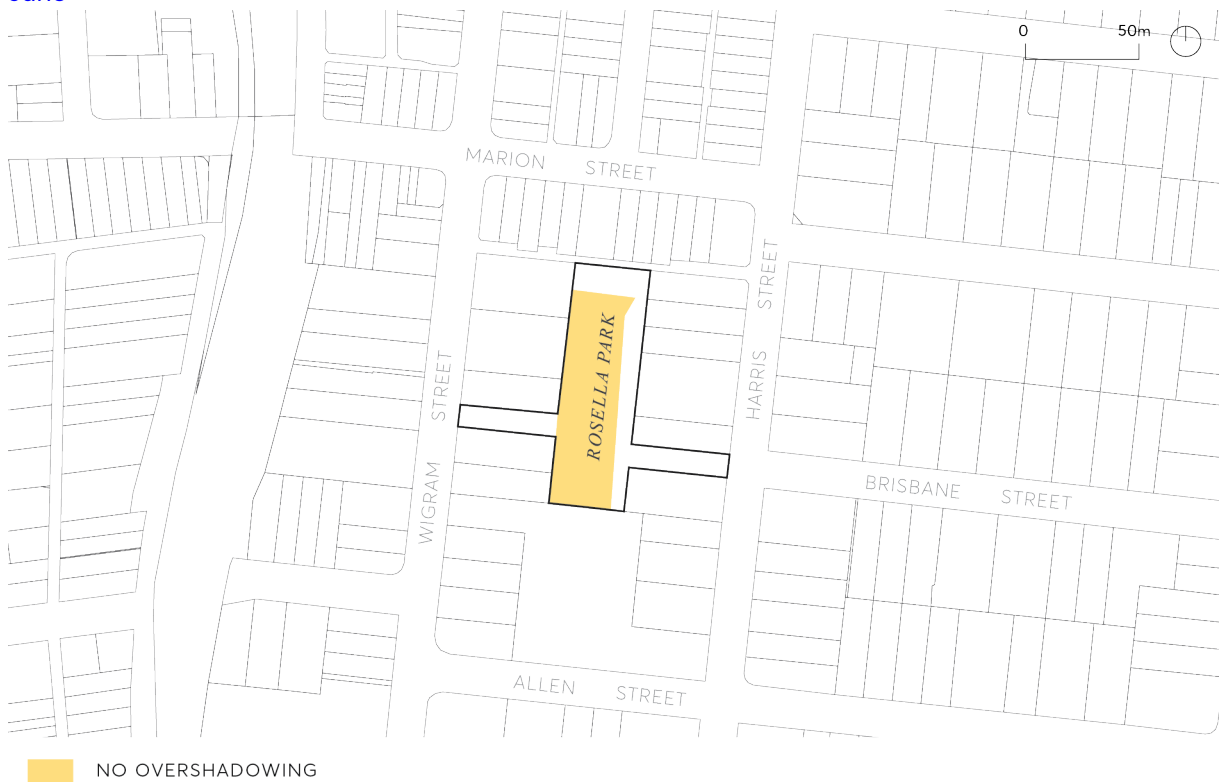 0 50m
MARION STREET
HARRIS STREET
ROSELLA PARK
WIGRAM STREET
BRISBANE STREET
ALLEN STREET
NO OVERSHADOWING